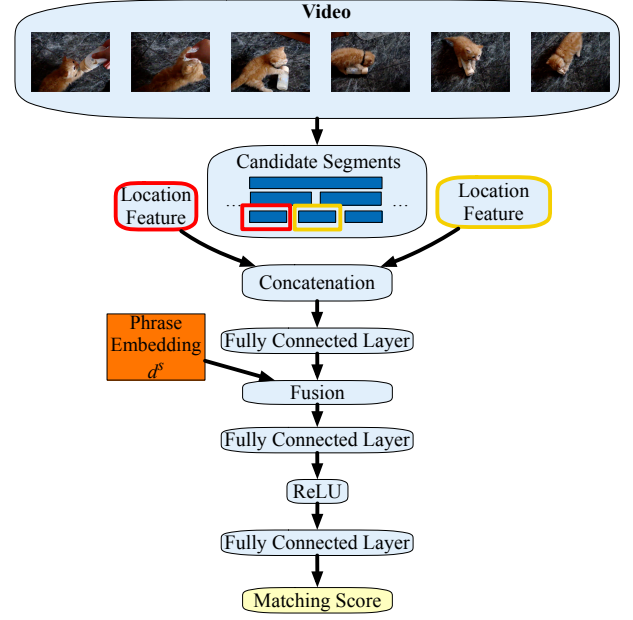 Video
Candidate Segments
... ...
Location
Feature
Location
Feature
Concatenation
Fully Connected Layer
Phrase
Embedding
dˢ
Fusion
Fully Connected Layer
ReLU
Fully Connected Layer
Matching Score